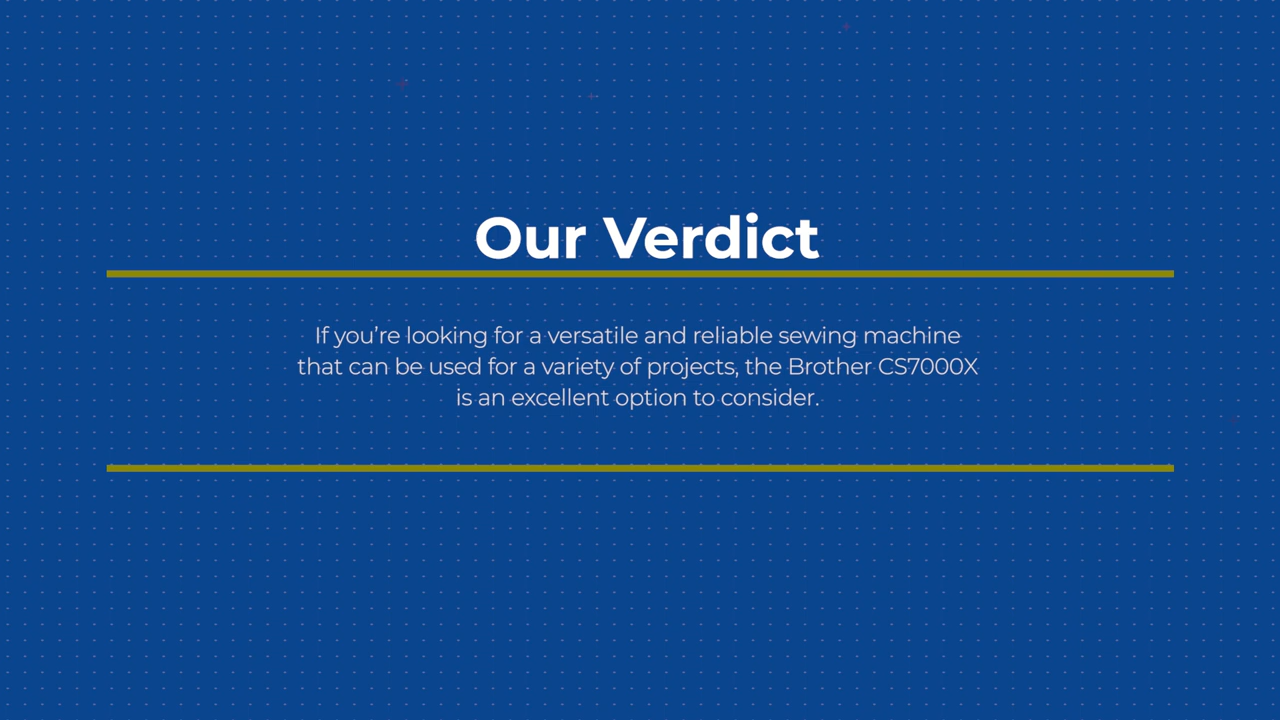 Our Verdict
If you’re looking for a versatile and reliable sewing machine
that can be used for a variety of projects, the Brother CS7000X
is an excellent option to consider.